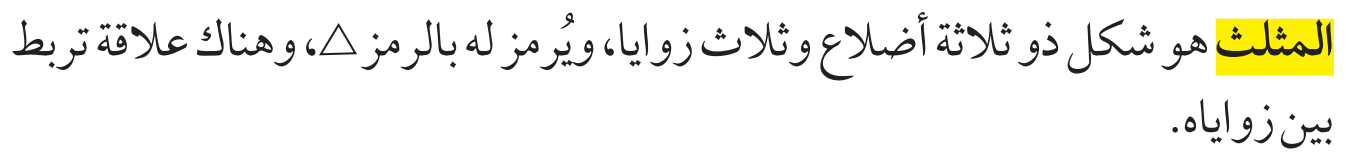 المثلث هو شكل ذو ثلاثة أضلاع وثلاث زوايا، ويُرمز له بالرمز △، وهناك علاقة تربط
بين زواياه.